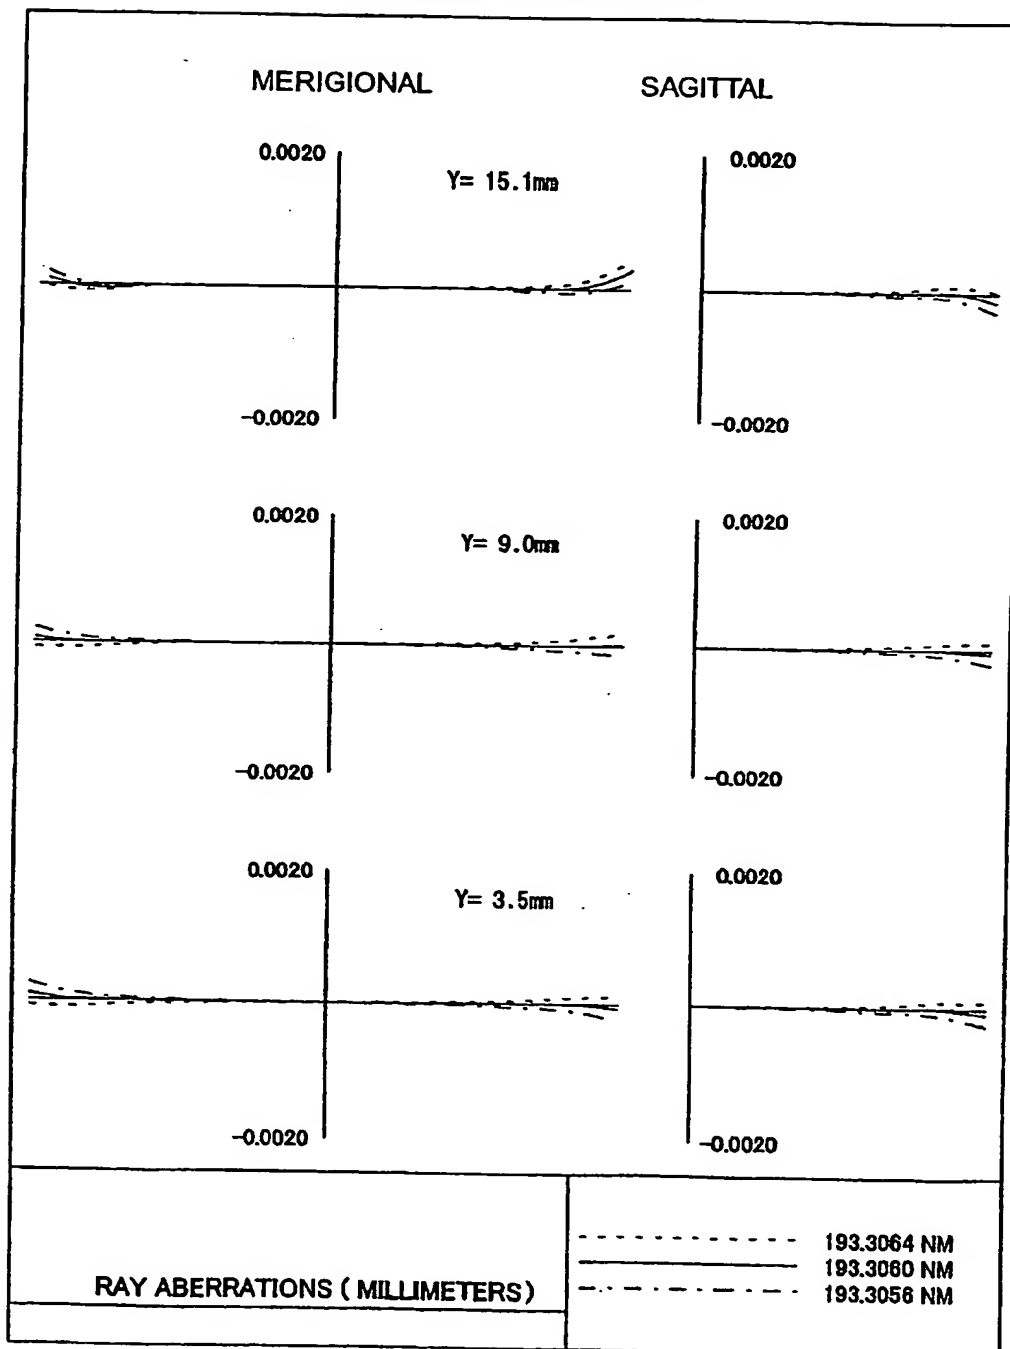 MERIGIONAL SAGITTAL
0.0020 Y= 15.1mm 0.0020
-0.0020 -0.0020
0.0020 Y= 9.0mm 0.0020
-0.0020 -0.0020
0.0020 Y= 3.5mm 0.0020
-0.0020 -0.0020
193.3064 NM
193.3060 NM
RAY ABERRATIONS ( MILLIMETERS) 193.3056 NM